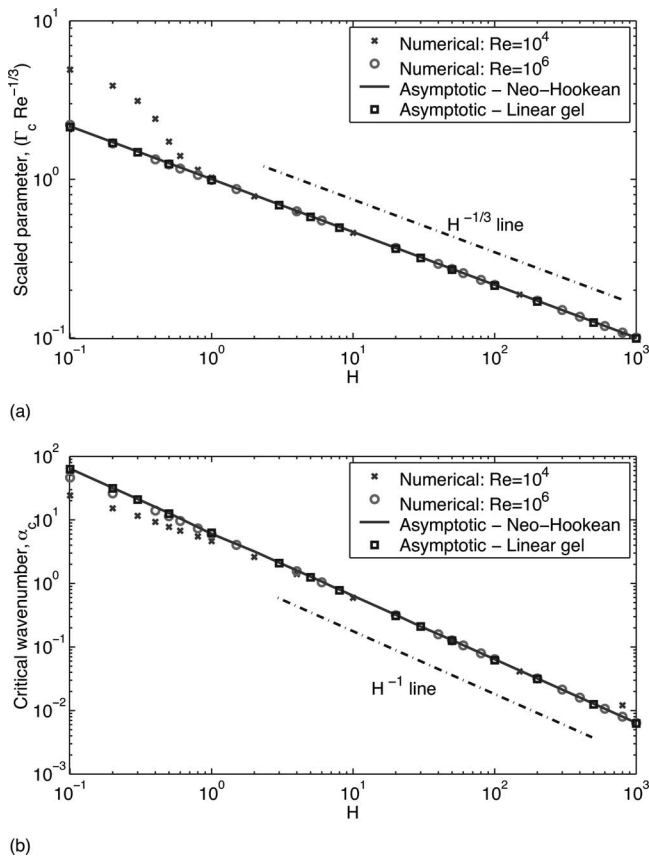 10^1
10^0
10^-1
Scaled parameter, (Γ_c Re^-1/3)
× Numerical: Re=10^4
○ Numerical: Re=10^6
Asymptotic − Neo−Hookean
Asymptotic − Linear gel
H^-1/3 line
10^-1 10^0 10^1 10^2 10^3
H
(a)
10^2
10^1
10^0
10^-1
10^-2
10^-3
Critical wavenumber, α_c
× Numerical: Re=10^4
○ Numerical: Re=10^6
Asymptotic − Neo−Hookean
Asymptotic − Linear gel
H^-1 line
10^-1 10^0 10^1 10^2 10^3
H
(b)